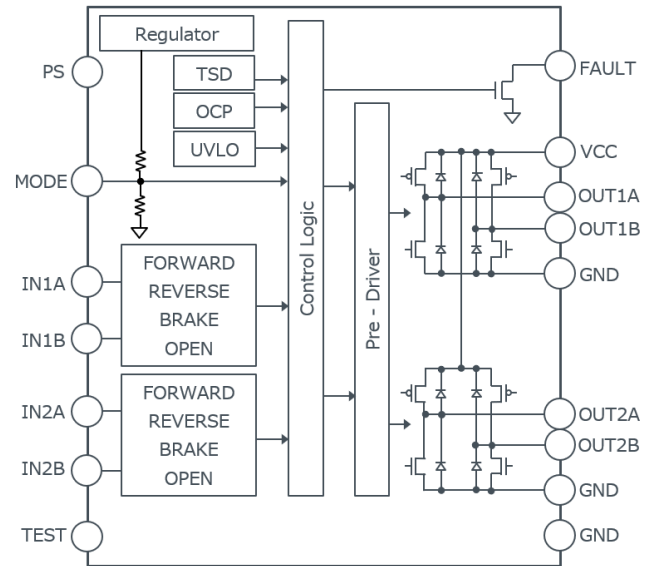 Regulator
PS
TSD
OCP
UVLO
MODE
IN1A
IN1B
FORWARD
REVERSE
BRAKE
OPEN
IN2A
IN2B
FORWARD
REVERSE
BRAKE
OPEN
TEST
Control Logic
Pre - Driver
FAULT
VCC
OUT1A
OUT1B
GND
OUT2A
OUT2B
GND
GND